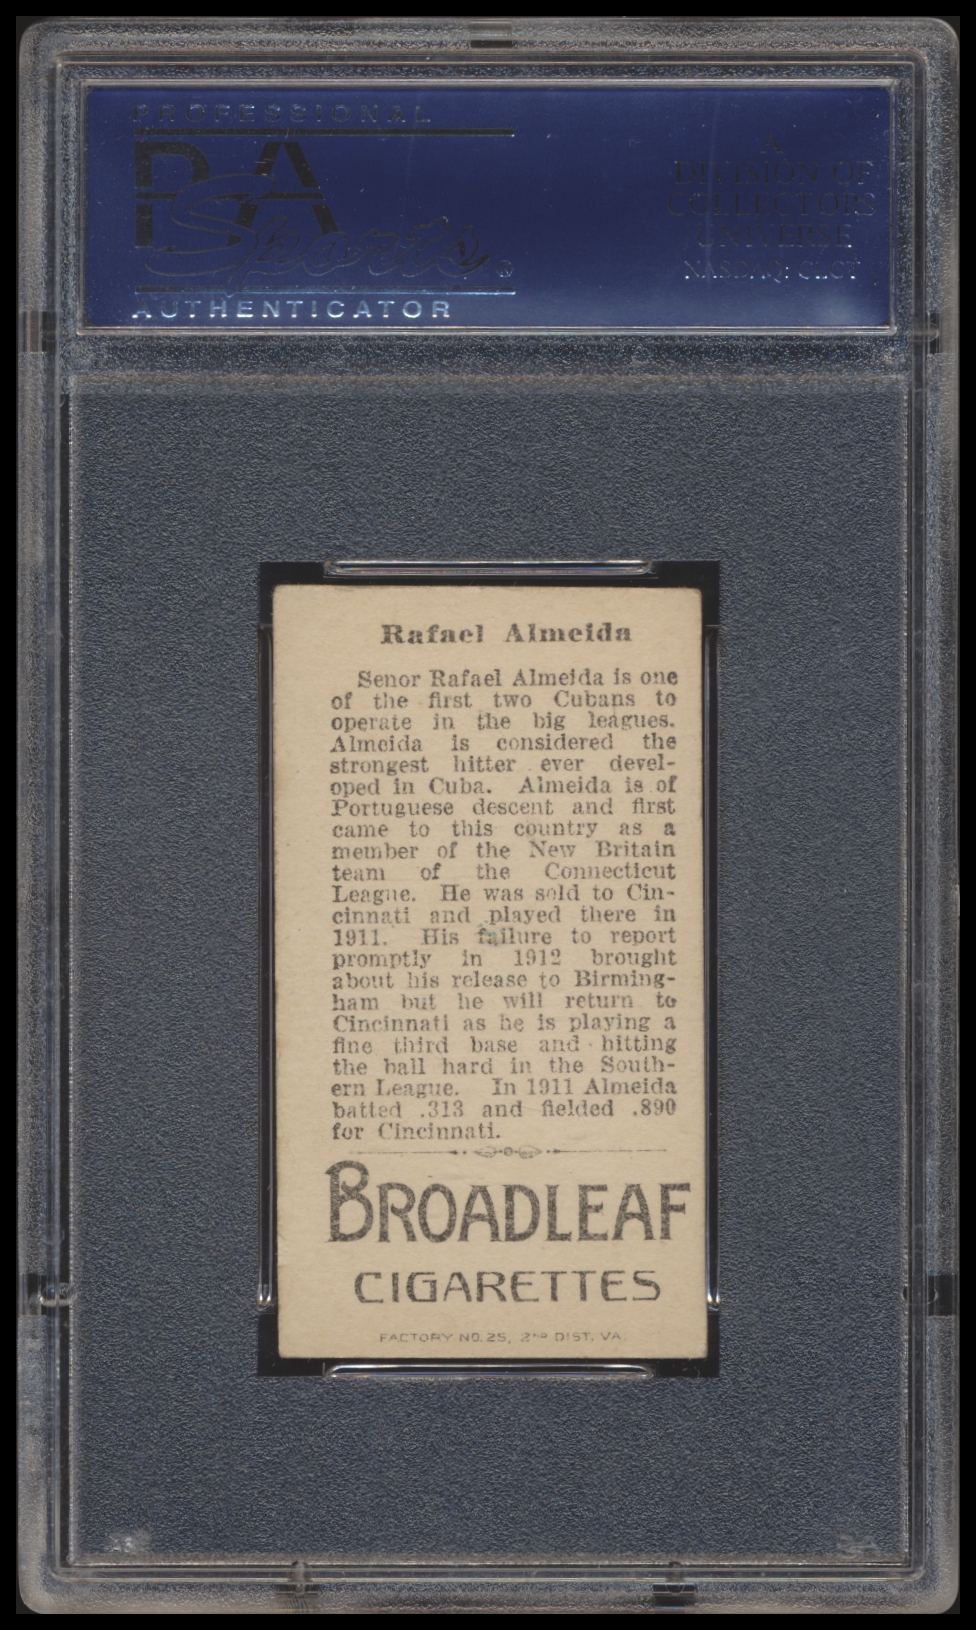 PROFESSIONAL
PSA
Sports®
AUTHENTICATOR
A
DIVISION OF
COLLECTORS
UNIVERSE
NASDAQ: CLCT
Rafael Almeida
Senor Rafael Almeida is one
of the first two Cubans to
operate in the big leagues.
Almeida is considered the
strongest hitter ever devel-
oped in Cuba. Almeida is of
Portuguese descent and first
came to this country as a
member of the New Britain
team of the Connecticut
League. He was sold to Cin-
cinnati and played there in
1911. His failure to report
promptly in 1912 brought
about his release to Birming-
ham but he will return to
Cincinnati as he is playing a
fine third base and hitting
the ball hard in the South-
ern League. In 1911 Almeida
batted .313 and fielded .890
for Cincinnati.
BROADLEAF
CIGARETTES
FACTORY NO. 25, 2ND DIST. VA.